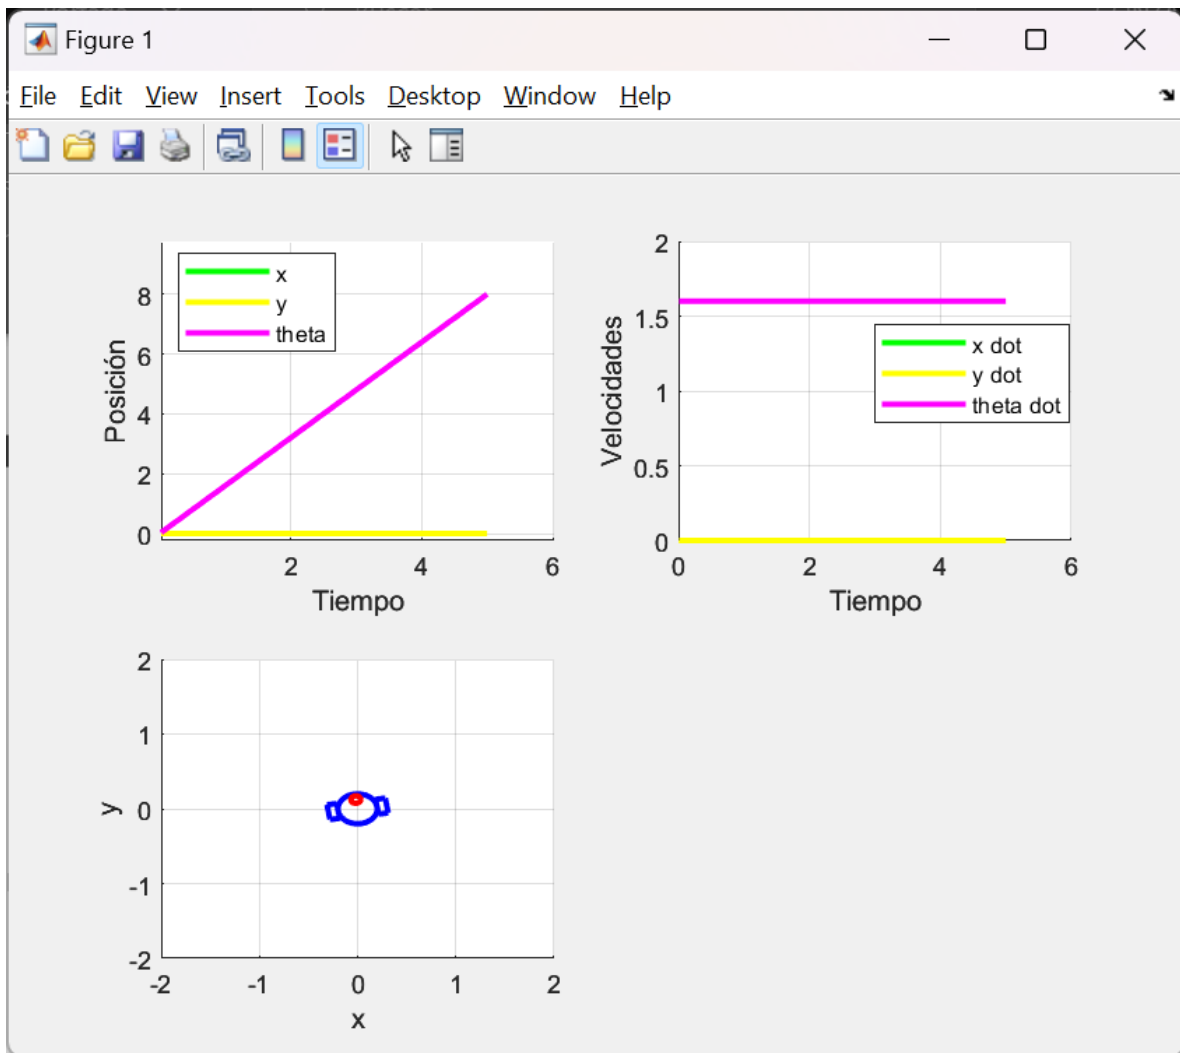 Figure 1
File Edit View Insert Tools Desktop Window Help
x
y
theta
8
6
4
2
0
2 4 6
Posición
Tiempo
2
1.5
1
0.5
0
0 2 4 6
Velocidades
x dot
y dot
theta dot
Tiempo
2
1
0
-1
-2
-2 -1 0 1 2
y
x